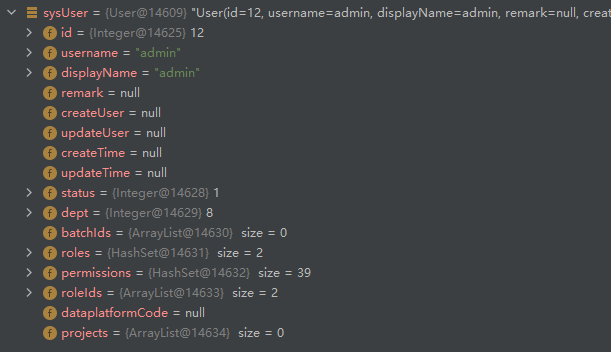 sysUser = {User@14609} "User(id=12, username=admin, displayName=admin, remark=null, creat
f id = {Integer@14625} 12
f username = "admin"
f displayName = "admin"
f remark = null
f createUser = null
f updateUser = null
f createTime = null
f updateTime = null
f status = {Integer@14628} 1
f dept = {Integer@14629} 8
f batchIds = {ArrayList@14630} size = 0
f roles = {HashSet@14631} size = 2
f permissions = {HashSet@14632} size = 39
f roleIds = {ArrayList@14633} size = 2
f dataplatformCode = null
f projects = {ArrayList@14634} size = 0